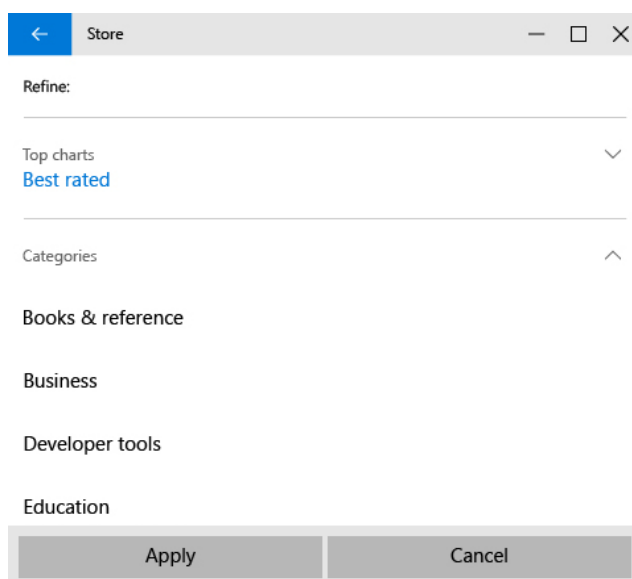 Store
Refine:
Top charts
Best rated
Categories
Books & reference
Business
Developer tools
Education
Apply
Cancel